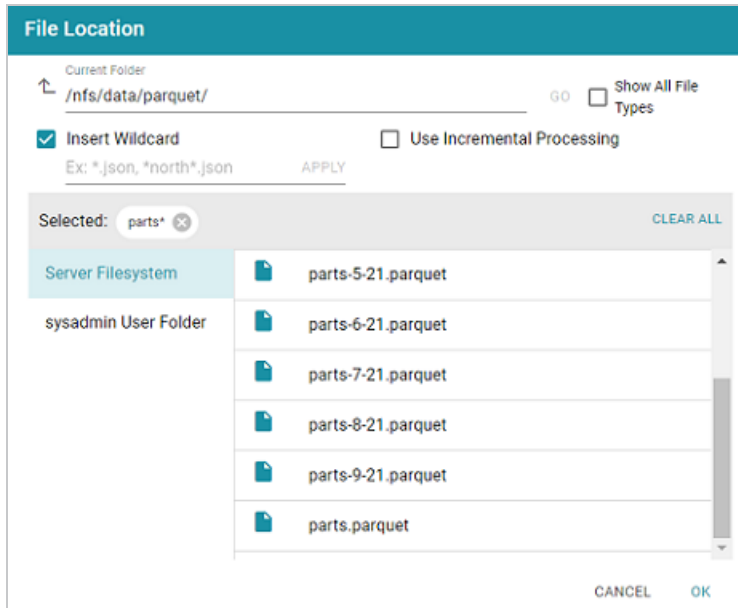 File Location
Current Folder
/nfs/data/parquet/
GO
Show All File
Types
Insert Wildcard
Use Incremental Processing
Ex: *.json, *north*.json
APPLY
Selected: parts*
CLEAR ALL
Server Filesystem
sysadmin User Folder
parts-5-21.parquet
parts-6-21.parquet
parts-7-21.parquet
parts-8-21.parquet
parts-9-21.parquet
parts.parquet
CANCEL
OK